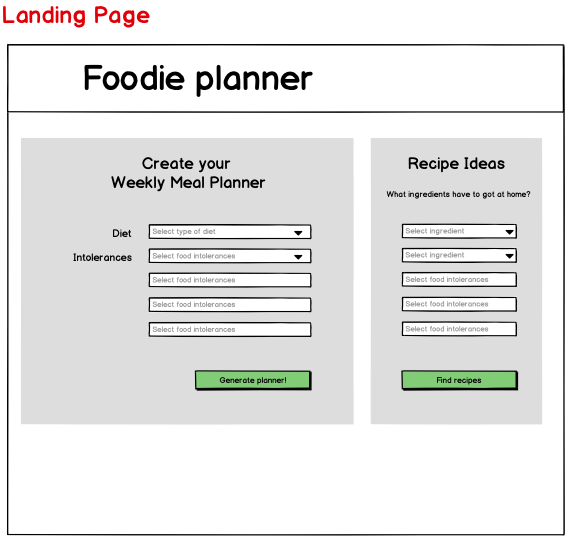 Landing Page
Foodie planner
Create your
Weekly Meal Planner
Diet
Select type of diet
Intolerances
Select food intolerances
Select food intolerances
Select food intolerances
Select food intolerances
Generate planner!
Recipe Ideas
What ingredients have to got at home?
Select ingredient
Select ingredient
Select food intolerances
Select food intolerances
Select food intolerances
Find recipes